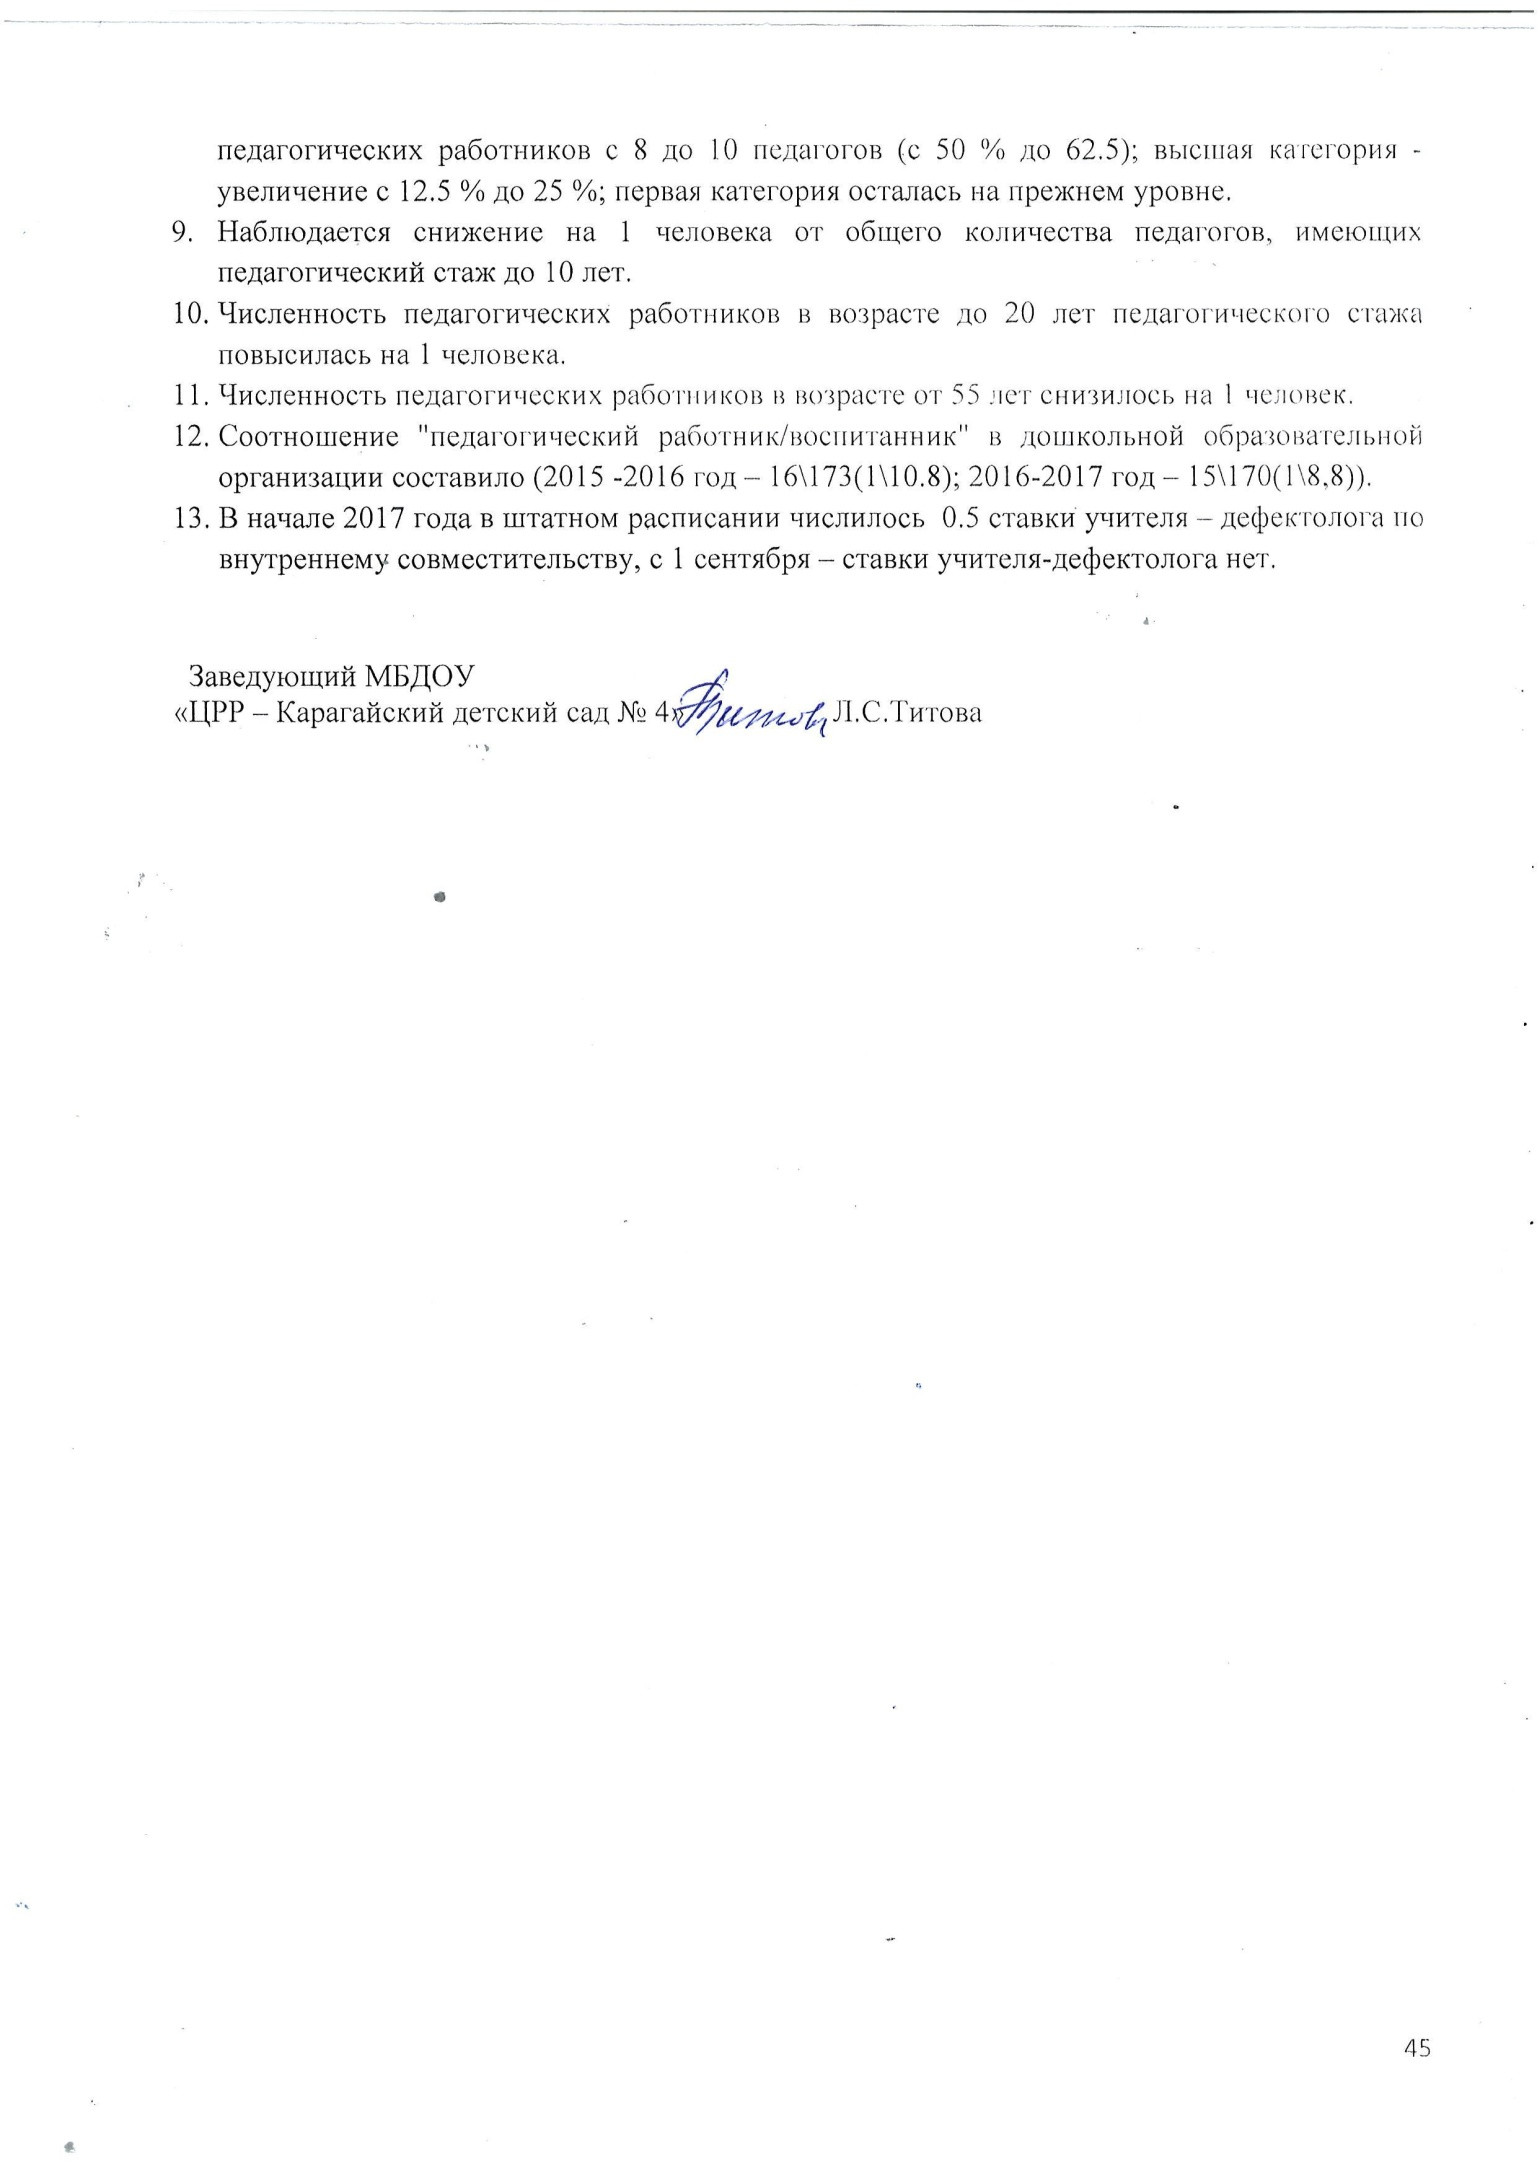 педагогических работников с 8 до 10 педагогов (с 50 % до 62.5); высшая категория -
увеличение с 12.5 % до 25 %; первая категория осталась на прежнем уровне.
9. Наблюдается снижение на 1 человека от общего количества педагогов, имеющих
педагогический стаж до 10 лет.
10. Численность педагогических работников в возрасте до 20 лет педагогического стажа
повысилась на 1 человека.
11. Численность педагогических работников в возрасте от 55 лет снизилось на 1 человек.
12. Соотношение "педагогический работник/воспитанник" в дошкольной образовательной
организации составило (2015 -2016 год – 16\173(1\10.8); 2016-2017 год – 15\170(1\8,8)).
13. В начале 2017 года в штатном расписании числилось 0.5 ставки учителя – дефектолога по
внутреннему совместительству, с 1 сентября – ставки учителя-дефектолога нет.
Заведующий МБДОУ
«ЦРР – Карагайский детский сад № 4» Титова Л.С.Титова
45